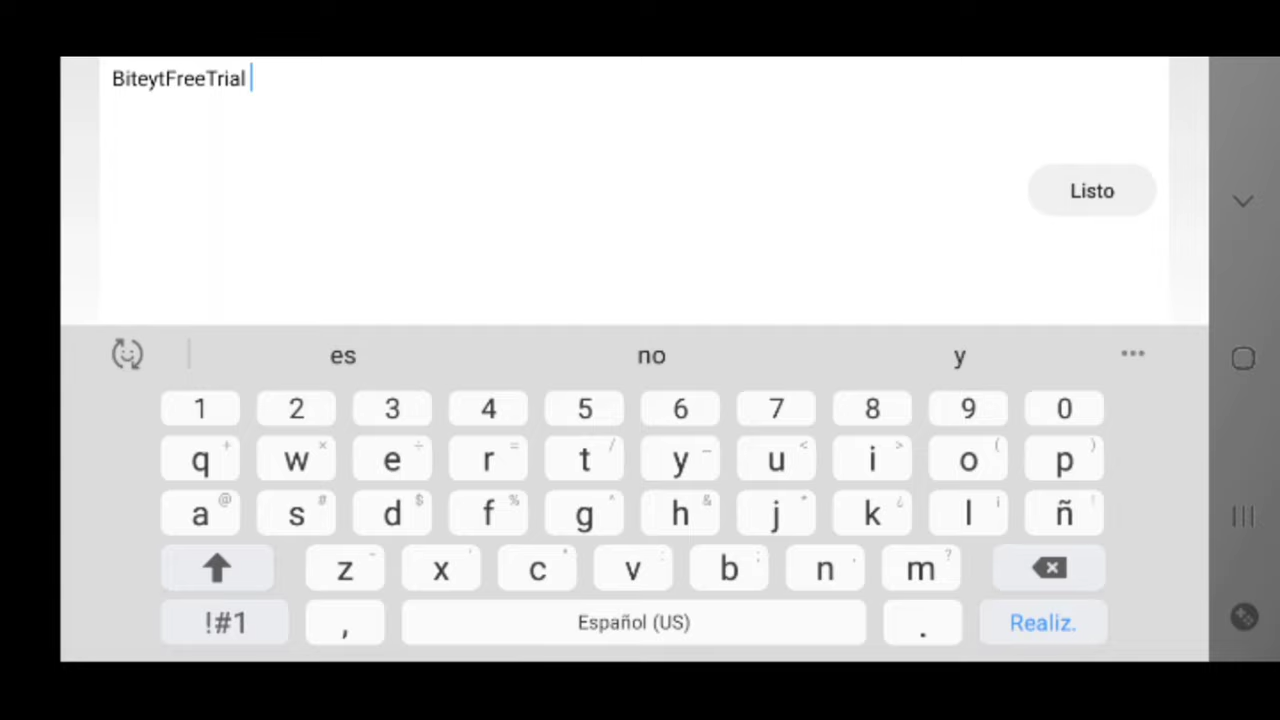 BiteytFreeTrial
Listo
es no y •••
1 2 3 4 5 6 7 8 9 0
q + w × e ÷ r = t / y _ u < i > o ( p )
a @ s # d $ f % g ^ h & j * k ¿ l ¡ ñ !
z x c v b n m ?
!#1 , Español (US) . Realiz.